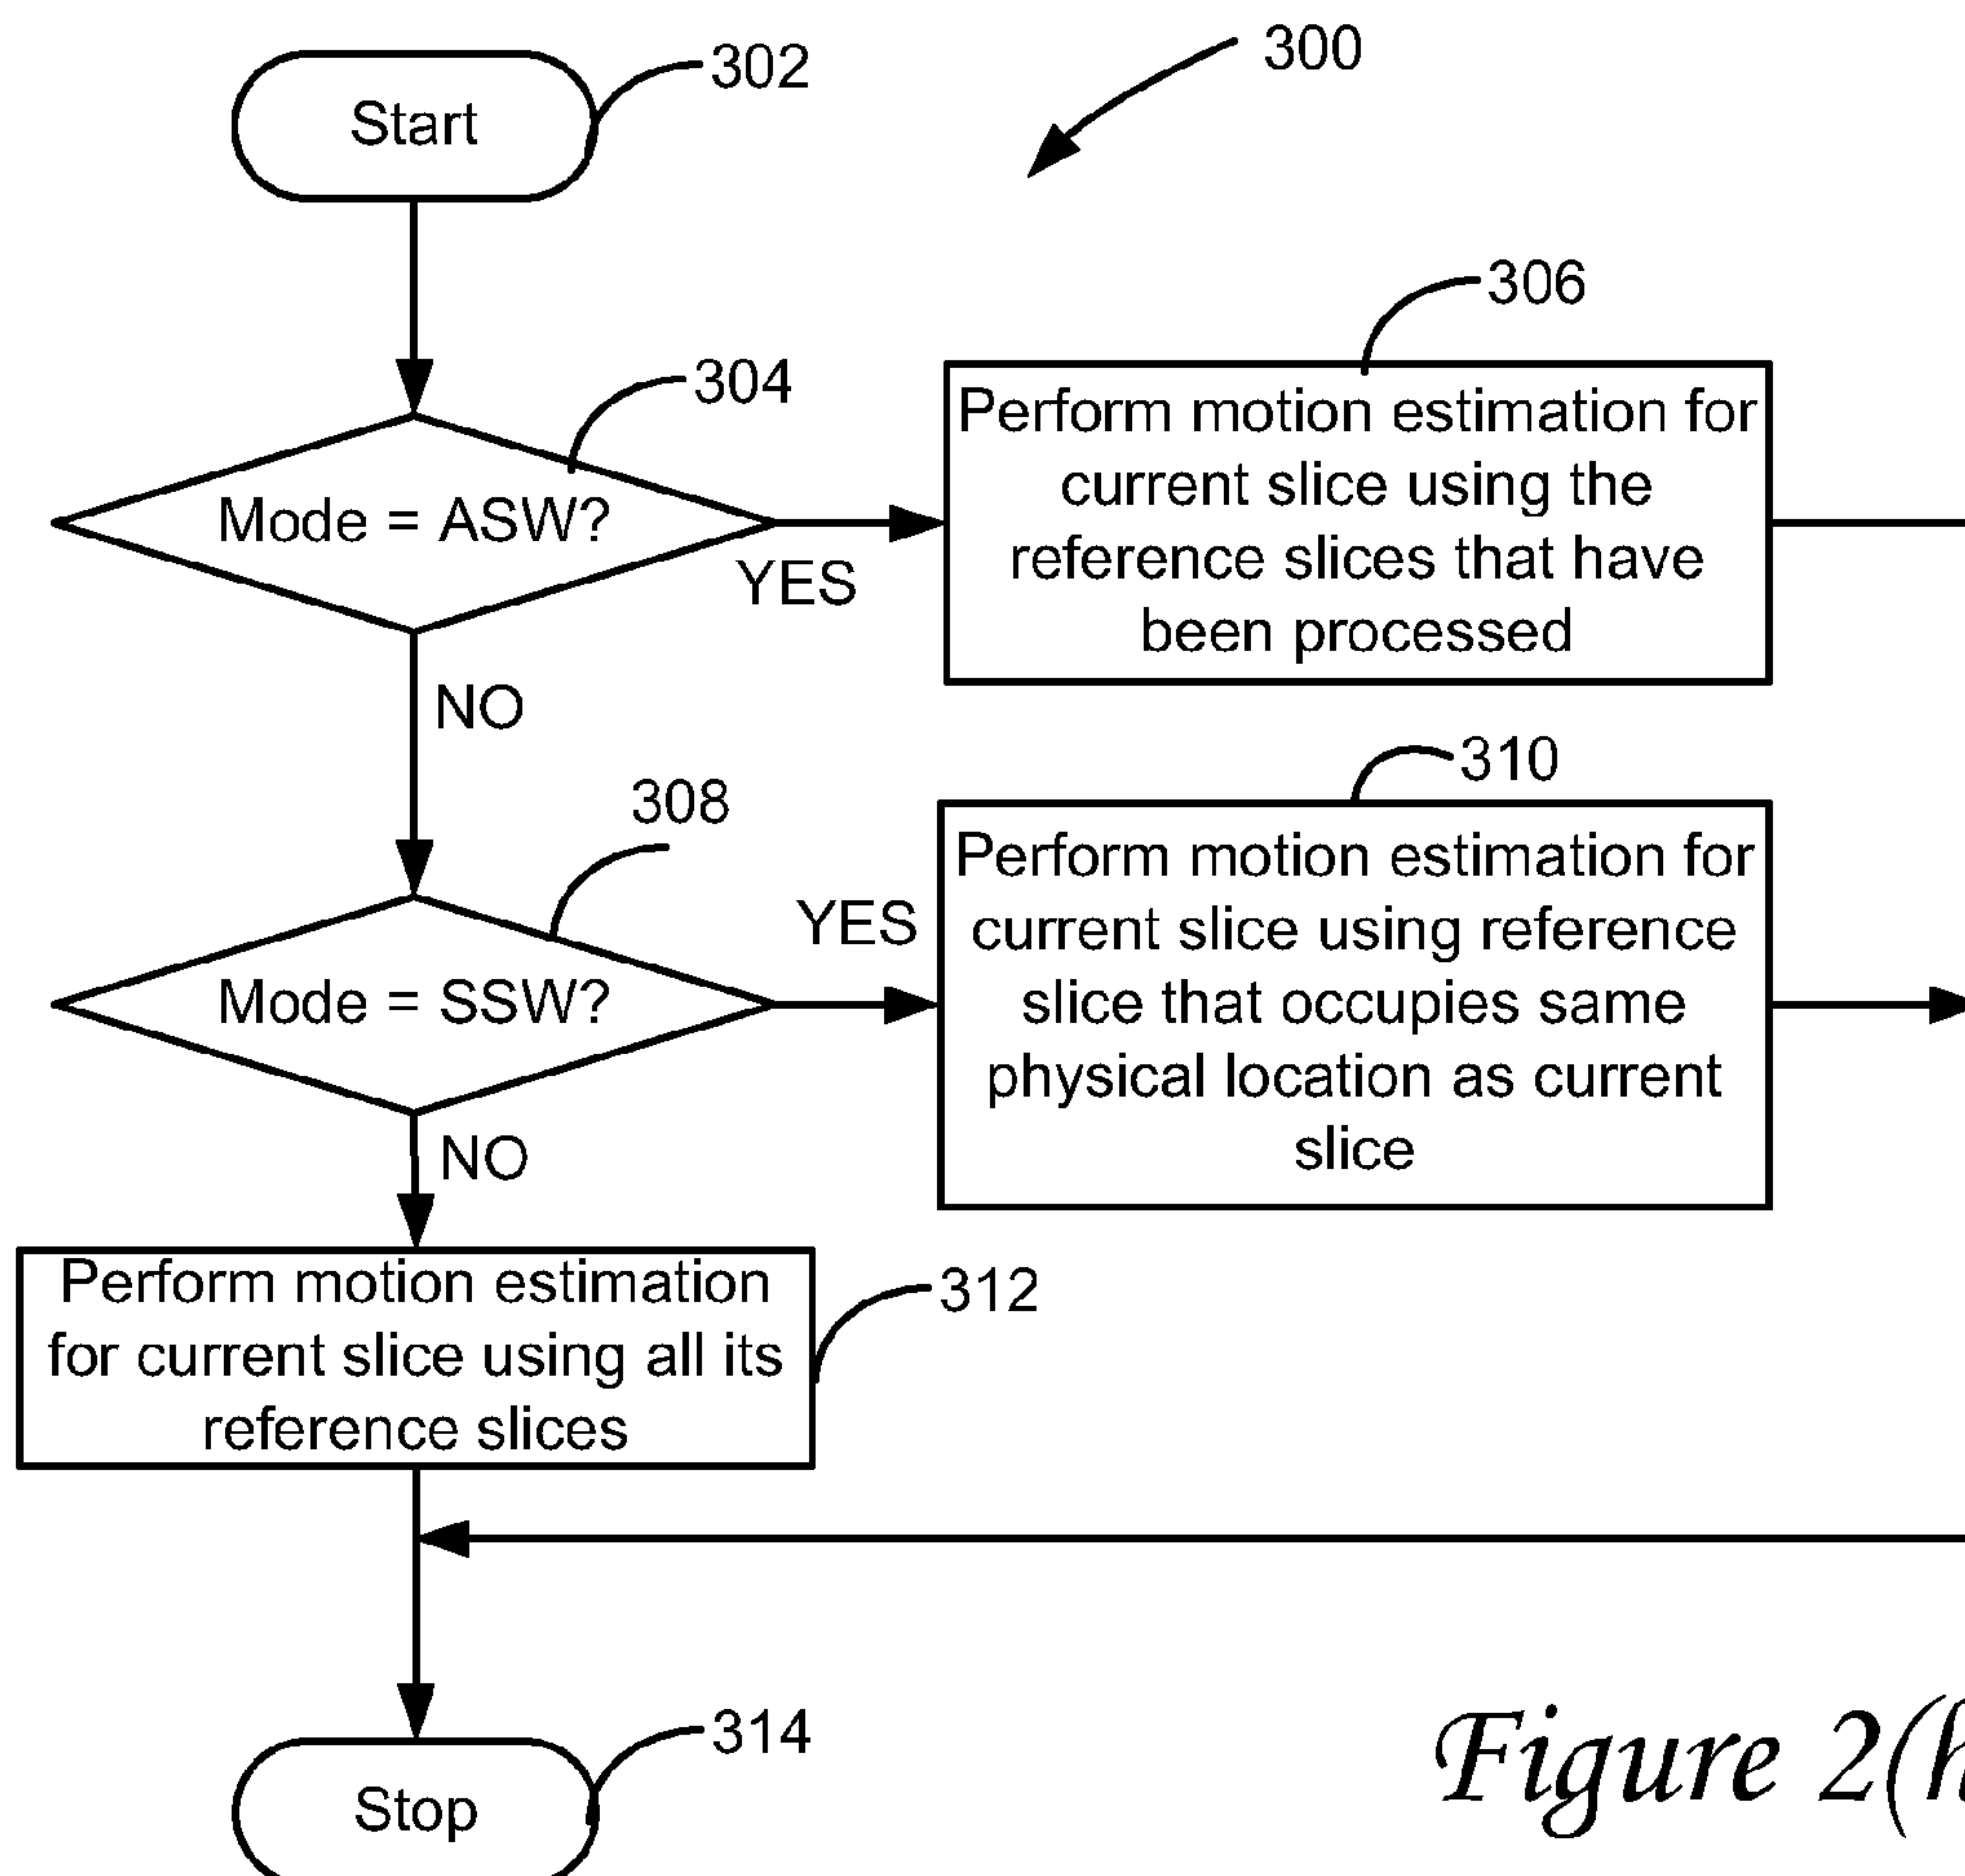 300
302
Start
304
Mode = ASW?
YES
306
Perform motion estimation for
current slice using the
reference slices that have
been processed
NO
308
Mode = SSW?
YES
310
Perform motion estimation for
current slice using reference
slice that occupies same
physical location as current
slice
NO
312
Perform motion estimation
for current slice using all its
reference slices
314
Stop
Figure